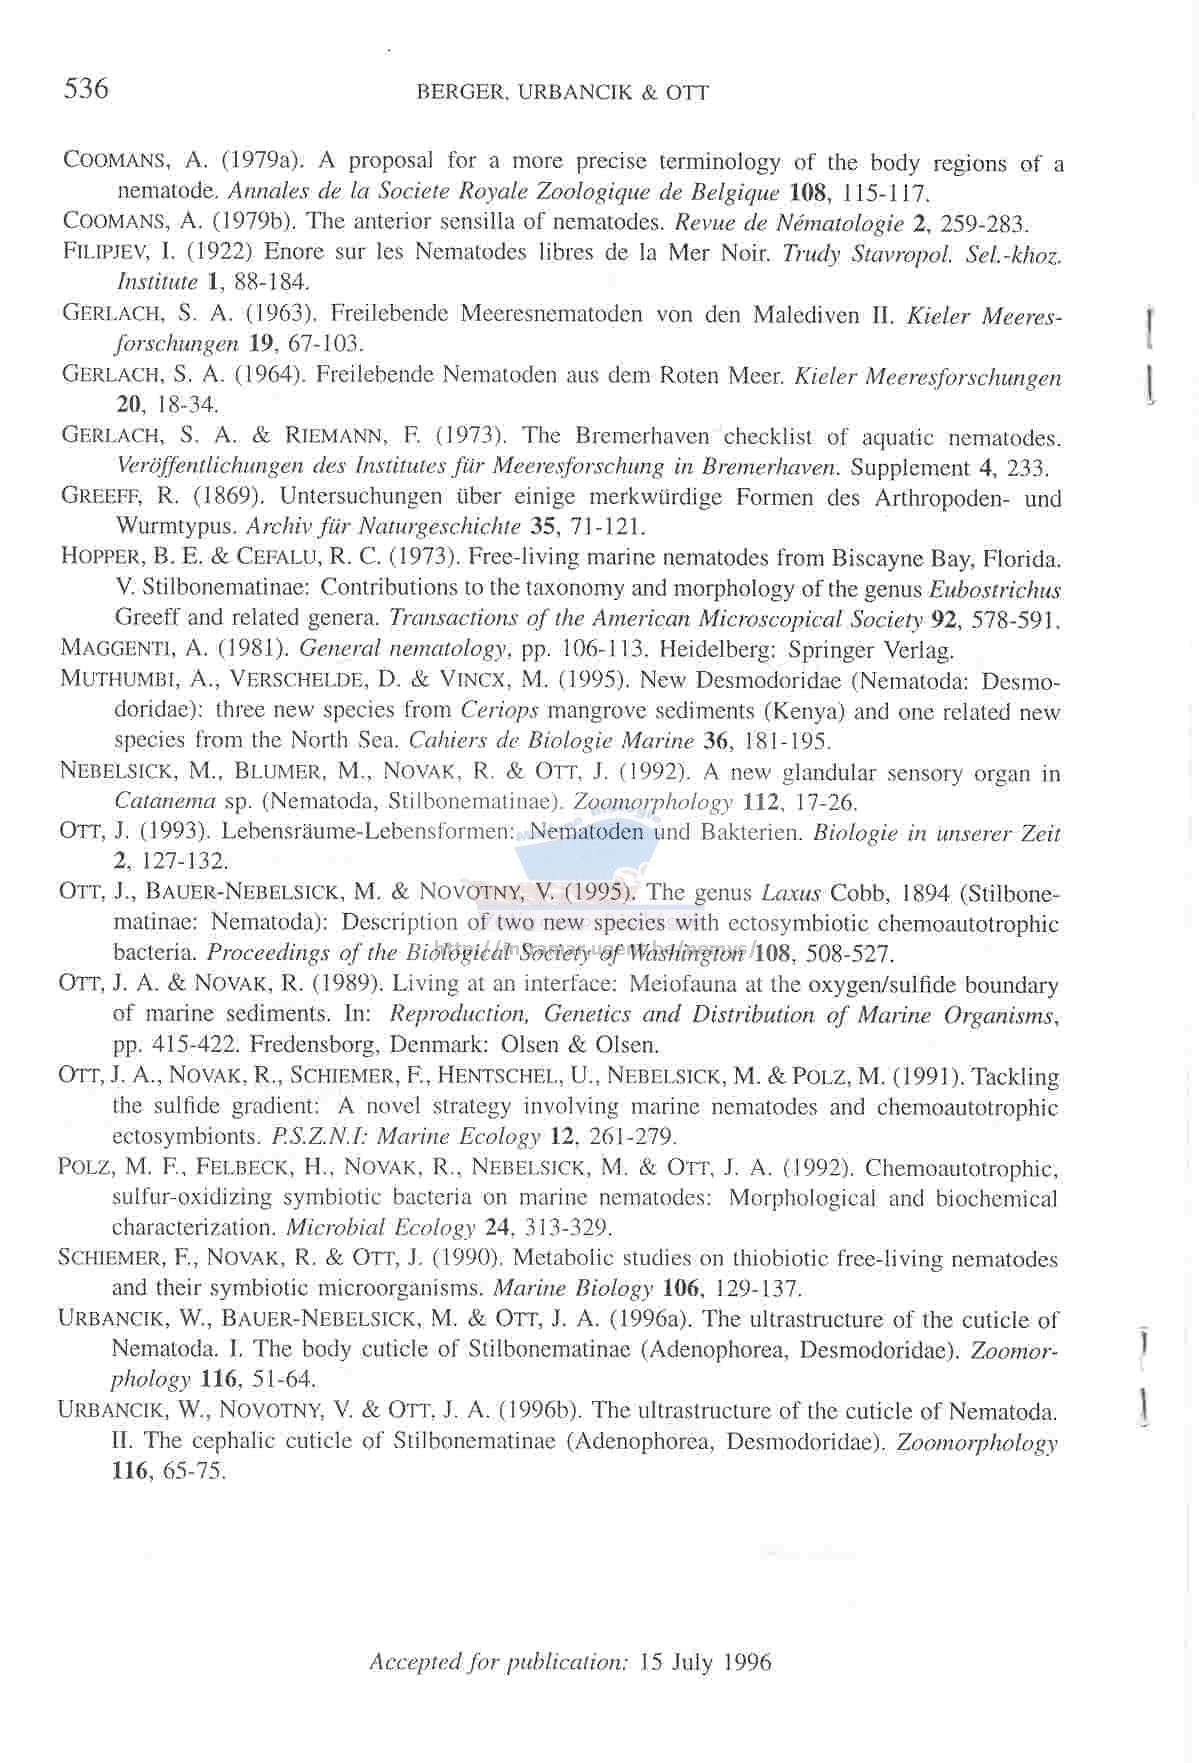 536
BERGER, URBANCIK & OTT
COOMANS, A. (1979a). A proposal for a more precise terminology of the body regions of a
nematode. Annales de la Societe Royale Zoologique de Belgique 108, 115-117.
COOMANS, A. (1979b). The anterior sensilla of nematodes. Revue de Nématologie 2, 259-283.
FILIPJEV, I. (1922) Enore sur les Nematodes libres de la Mer Noir. Trudy Stavropol. Sel.-khoz.
Institute 1, 88-184.
GERLACH, S. A. (1963). Freilebende Meeresnematoden von den Malediven II. Kieler Meeres-
forschungen 19, 67-103.
GERLACH, S. A. (1964). Freilebende Nematoden aus dem Roten Meer. Kieler Meeresforschungen
20, 18-34.
GERLACH, S. A. & RIEMANN, F. (1973). The Bremerhaven checklist of aquatic nematodes.
Veröffentlichungen des Institutes für Meeresforschung in Bremerhaven. Supplement 4, 233.
GREEFF, R. (1869). Untersuchungen über einige merkwürdige Formen des Arthropoden- und
Wurmtypus. Archiv für Naturgeschichte 35, 71-121.
HOPPER, B. E. & CEFALU, R. C. (1973). Free-living marine nematodes from Biscayne Bay, Florida.
V. Stilbonematinae: Contributions to the taxonomy and morphology of the genus Eubostrichus
Greeff and related genera. Transactions of the American Microscopical Society 92, 578-591.
MAGGENTI, A. (1981). General nematology, pp. 106-113. Heidelberg: Springer Verlag.
MUTHUMBI, A., VERSCHELDE, D. & VINCX, M. (1995). New Desmodoridae (Nematoda: Desmo-
doridae): three new species from Ceriops mangrove sediments (Kenya) and one related new
species from the North Sea. Cahiers de Biologie Marine 36, 181-195.
NEBELSICK, M., BLUMER, M., NOVAK, R. & OTT, J. (1992). A new glandular sensory organ in
Catanema sp. (Nematoda, Stilbonematinae). Zoomorphology 112, 17-26.
OTT, J. (1993). Lebensräume-Lebensformen: Nematoden und Bakterien. Biologie in unserer Zeit
2, 127-132.
OTT, J., BAUER-NEBELSICK, M. & NOVOTNY, V. (1995). The genus Laxus Cobb, 1894 (Stilbone-
matinae: Nematoda): Description of two new species with ectosymbiotic chemoautotrophic
bacteria. Proceedings of the Biological Society of Washington 108, 508-527.
OTT, J. A. & NOVAK, R. (1989). Living at an interface: Meiofauna at the oxygen/sulfide boundary
of marine sediments. In: Reproduction, Genetics and Distribution of Marine Organisms,
pp. 415-422. Fredensborg, Denmark: Olsen & Olsen.
OTT, J. A., NOVAK, R., SCHIEMER, F., HENTSCHEL, U., NEBELSICK, M. & POLZ, M. (1991). Tackling
the sulfide gradient: A novel strategy involving marine nematodes and chemoautotrophic
ectosymbionts. P.S.Z.N.I: Marine Ecology 12, 261-279.
POLZ, M. F., FELBECK, H., NOVAK, R., NEBELSICK, M. & OTT, J. A. (1992). Chemoautotrophic,
sulfur-oxidizing symbiotic bacteria on marine nematodes: Morphological and biochemical
characterization. Microbial Ecology 24, 313-329.
SCHIEMER, F., NOVAK, R. & OTT, J. (1990). Metabolic studies on thiobiotic free-living nematodes
and their symbiotic microorganisms. Marine Biology 106, 129-137.
URBANCIK, W., BAUER-NEBELSICK, M. & OTT, J. A. (1996a). The ultrastructure of the cuticle of
Nematoda. I. The body cuticle of Stilbonematinae (Adenophorea, Desmodoridae). Zoomor-
phology 116, 51-64.
URBANCIK, W., NOVOTNY, V. & OTT, J. A. (1996b). The ultrastructure of the cuticle of Nematoda.
II. The cephalic cuticle of Stilbonematinae (Adenophorea, Desmodoridae). Zoomorphology
116, 65-75.
Accepted for publication: 15 July 1996